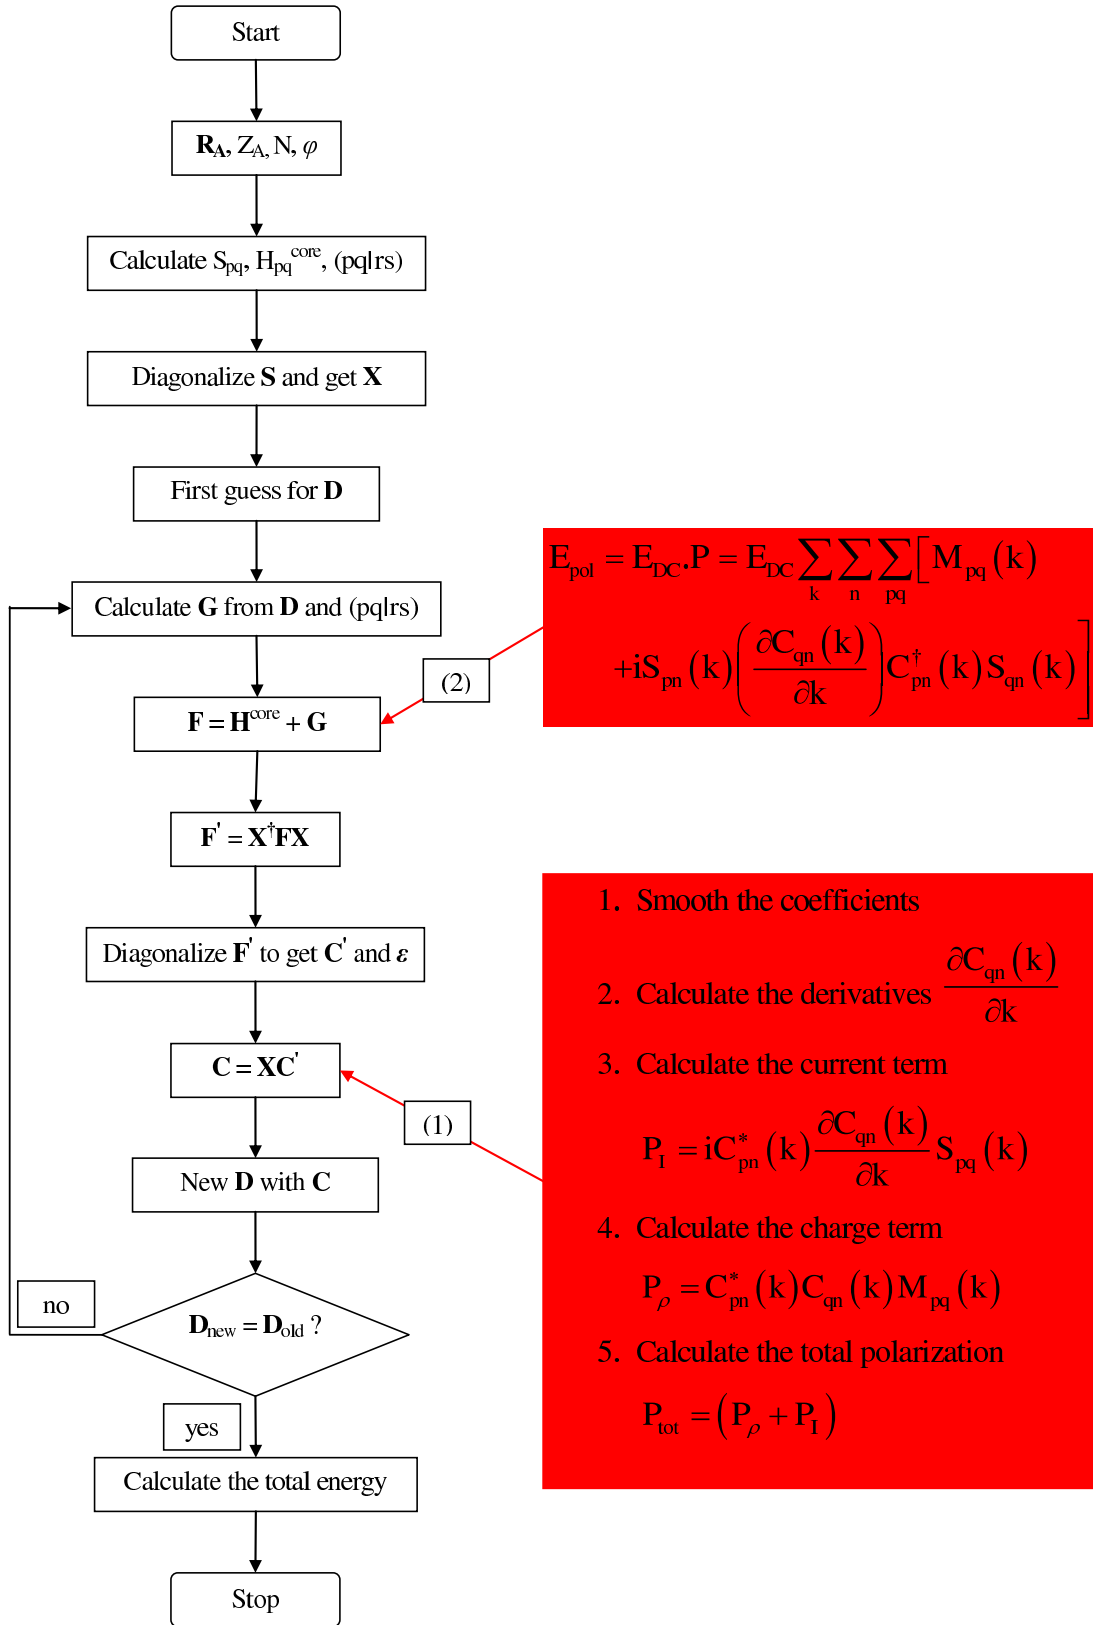 Start
𝐑_𝐀, Z_A, N, φ
Calculate S_pq, H_pq^core, (pq|rs)
Diagonalize S and get X
First guess for D
Calculate G from D and (pq|rs)
E_pol = E_DC.P = E_DC ∑_k ∑_n ∑_pq [ M_pq (k)
+iS_pn (k) ( ∂C_qn (k) / ∂k ) C_pn^† (k) S_qn (k) ]
(2)
F = H^core + G
F' = X^†FX
Diagonalize F' to get C' and ε
C = XC'
(1)
New D with C
no
D_new = D_old ?
yes
Calculate the total energy
Stop
1. Smooth the coefficients
2. Calculate the derivatives ∂C_qn (k) / ∂k
3. Calculate the current term
P_I = iC_pn^* (k) ∂C_qn (k) / ∂k S_pq (k)
4. Calculate the charge term
P_ρ = C_pn^* (k) C_qn (k) M_pq (k)
5. Calculate the total polarization
P_tot = (P_ρ + P_I)